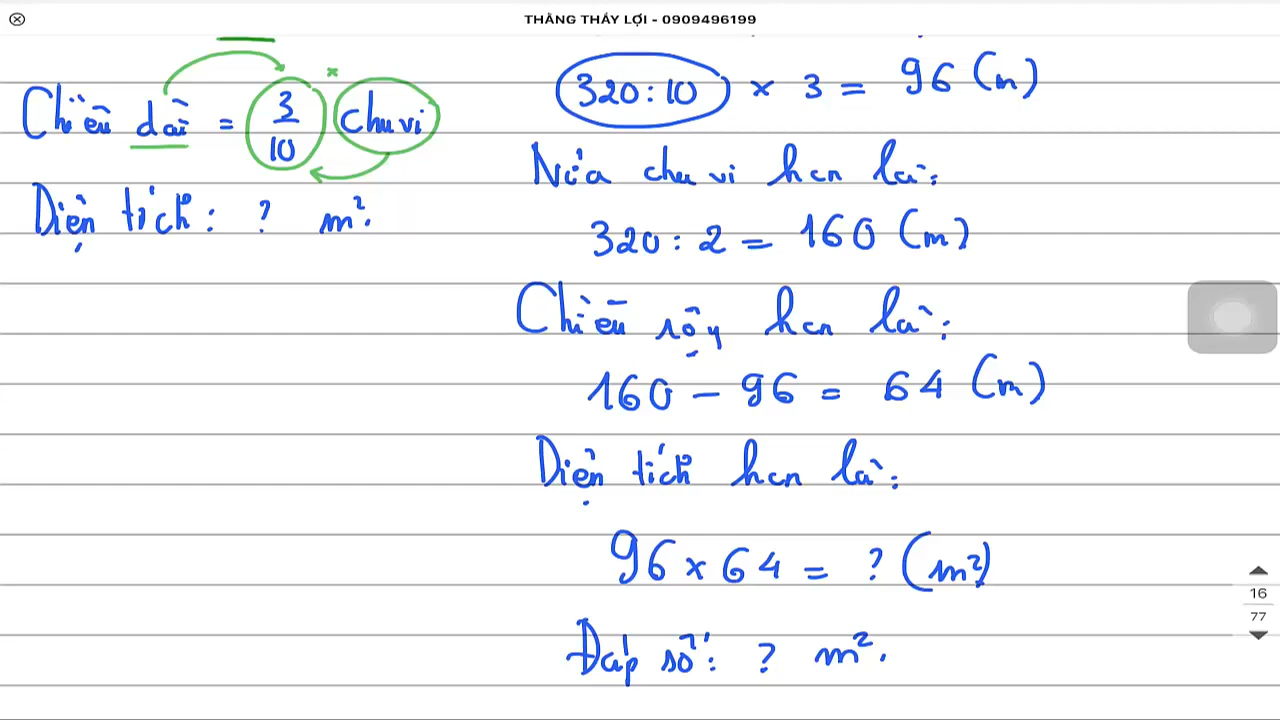 THẰNG THẦY LỢI - 0909496199
Chiều dài = 3/10 × chu vi
Diện tích: ? m².
320:10 × 3 = 96 (m)
Nửa chu vi hcn là:
320 : 2 = 160 (m)
Chiều rộng hcn là:
160 - 96 = 64 (m)
Diện tích hcn là:
96 × 64 = ? (m²)
Đáp số: ? m².
16
77